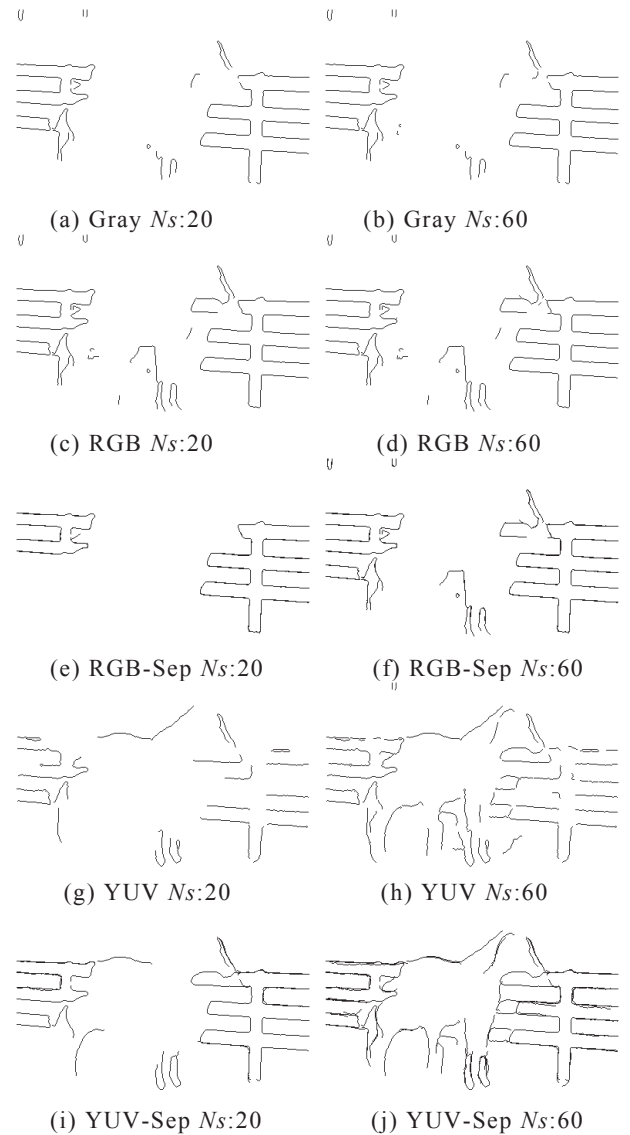 (a) Gray Ns:20
(b) Gray Ns:60
(c) RGB Ns:20
(d) RGB Ns:60
(e) RGB-Sep Ns:20
(f) RGB-Sep Ns:60
(g) YUV Ns:20
(h) YUV Ns:60
(i) YUV-Sep Ns:20
(j) YUV-Sep Ns:60